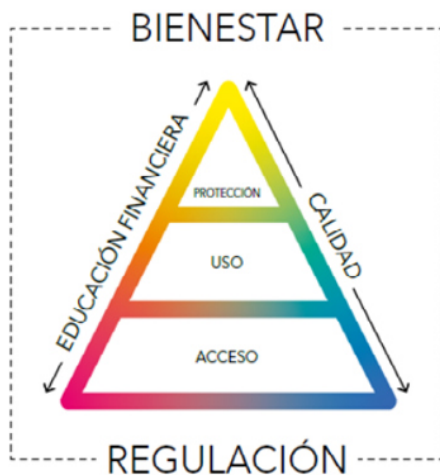 BIENESTAR
EDUCACIÓN FINANCIERA
CALIDAD
PROTECCIÓN
USO
ACCESO
REGULACIÓN